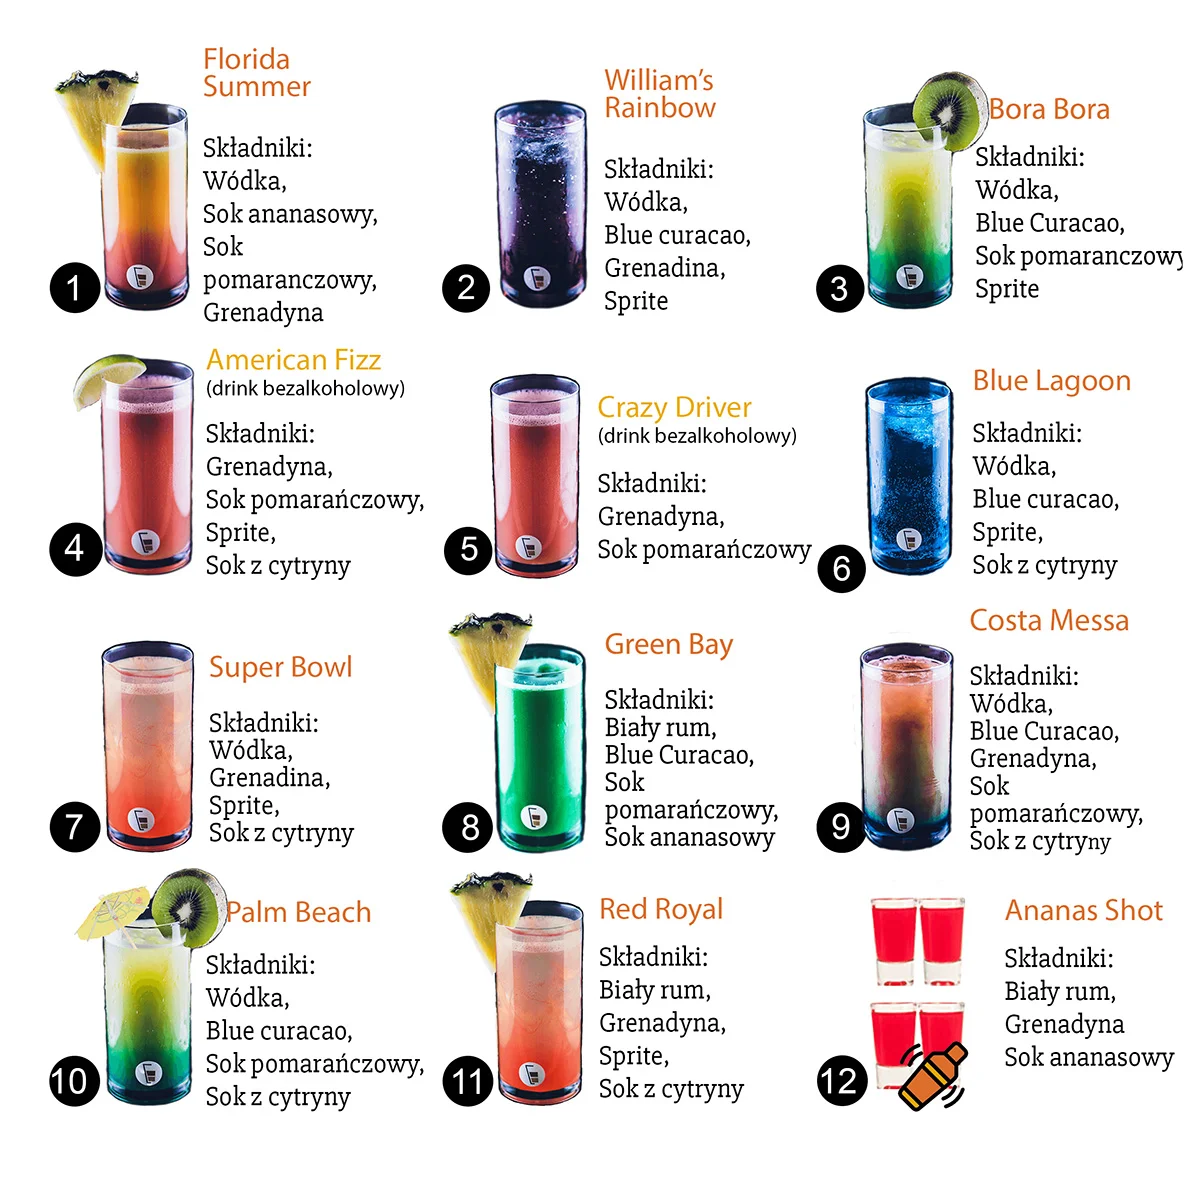 Florida
Summer
Składniki:
Wódka,
Sok ananasowy,
Sok
pomaranczowy,
Grenadyna
1
William’s
Rainbow
Składniki:
Wódka,
Blue curacao,
Grenadina,
Sprite
2
Bora Bora
Składniki:
Wódka,
Blue Curacao,
Sok pomaranczowy
Sprite
3
American Fizz
(drink bezalkoholowy)
Składniki:
Grenadyna,
Sok pomarańczowy,
Sprite,
Sok z cytryny
4
Crazy Driver
(drink bezalkoholowy)
Składniki:
Grenadyna,
Sok pomarańczowy
5
Blue Lagoon
Składniki:
Wódka,
Blue curacao,
Sprite,
Sok z cytryny
6
Super Bowl
Składniki:
Wódka,
Grenadina,
Sprite,
Sok z cytryny
7
Green Bay
Składniki:
Biały rum,
Blue Curacao,
Sok
pomarańczowy,
Sok ananasowy
8
Costa Messa
Składniki:
Wódka,
Blue Curacao,
Grenadyna,
Sok
pomarańczowy,
Sok z cytryny
9
Palm Beach
Składniki:
Wódka,
Blue curacao,
Sok pomarańczowy,
Sok z cytryny
10
Red Royal
Składniki:
Biały rum,
Grenadyna,
Sprite,
Sok z cytryny
11
Ananas Shot
Składniki:
Biały rum,
Grenadyna
Sok ananasowy
12